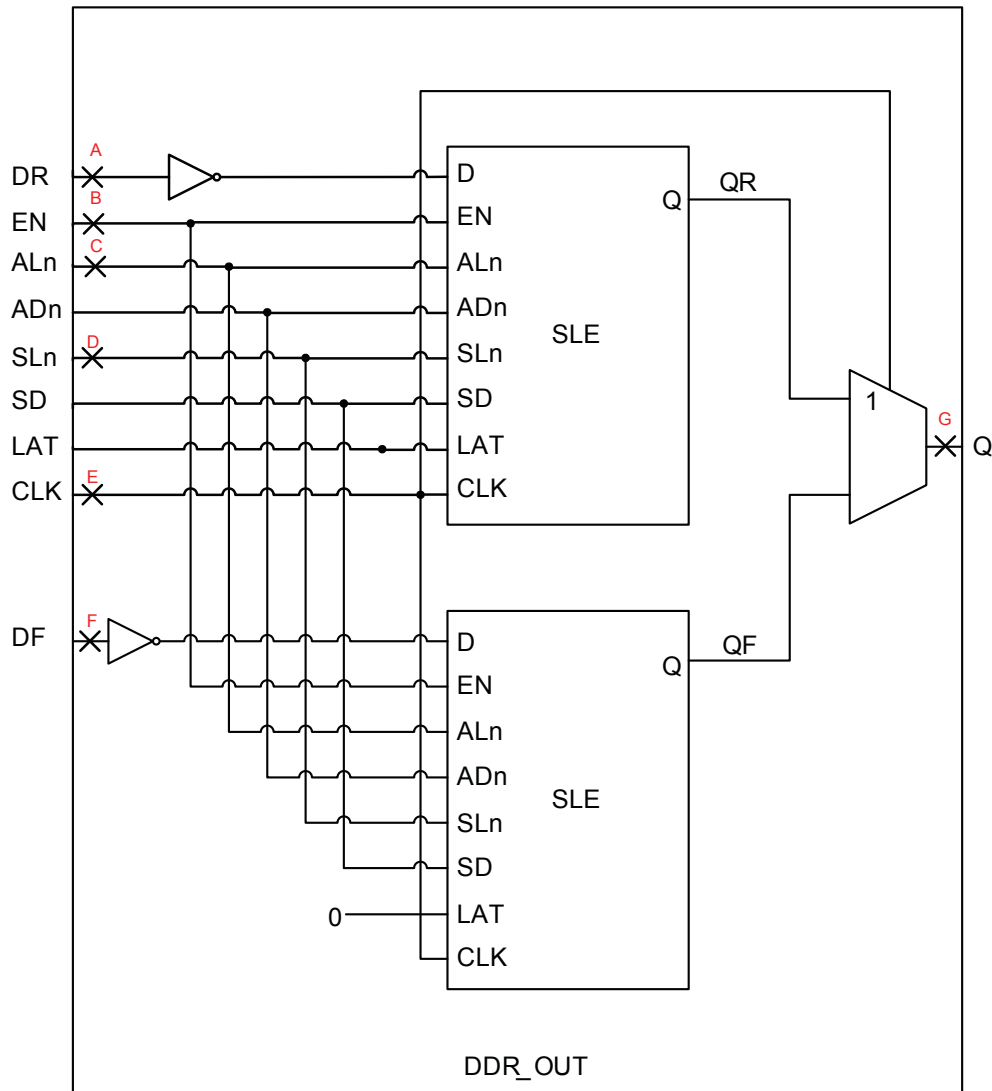 A
DR
B
EN
C
ALn
ADn
D
SLn
SD
LAT
E
CLK
D
EN
ALn
ADn
SLn
SD
LAT
CLK
SLE
Q
QR
1
G
Q
F
DF
D
EN
ALn
ADn
SLn
SD
0
LAT
CLK
SLE
Q
QF
DDR_OUT